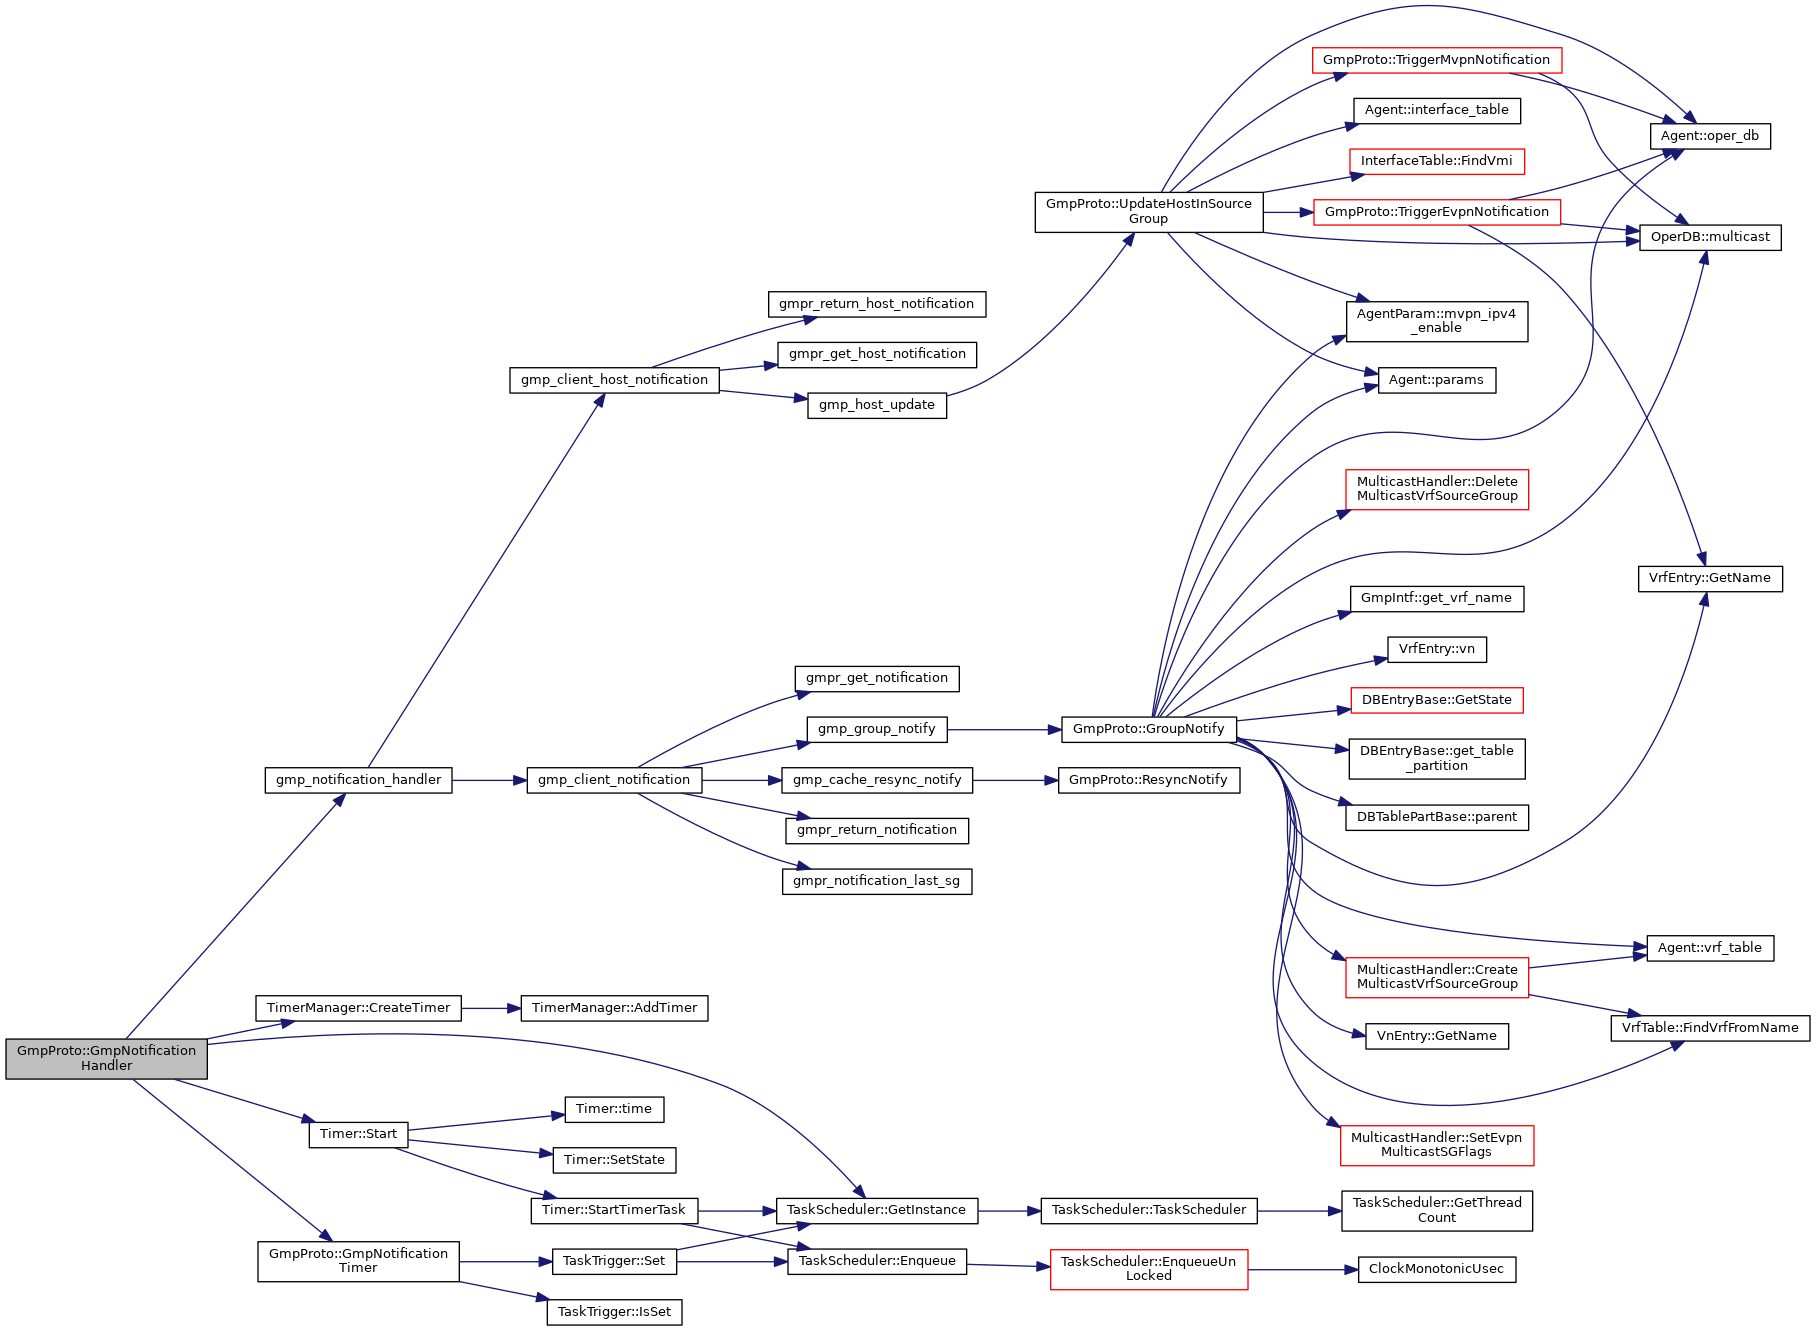 GmpProto::GmpNotification
Handler
gmp_notification_handler
TimerManager::CreateTimer
Timer::Start
GmpProto::GmpNotification
Timer
gmp_client_host_notification
gmp_client_notification
TimerManager::AddTimer
Timer::time
Timer::SetState
Timer::StartTimerTask
TaskTrigger::Set
TaskTrigger::IsSet
gmpr_return_host_notification
gmpr_get_host_notification
gmp_host_update
gmpr_get_notification
gmp_group_notify
gmp_cache_resync_notify
gmpr_return_notification
gmpr_notification_last_sg
TaskScheduler::GetInstance
TaskScheduler::Enqueue
GmpProto::UpdateHostInSource
Group
GmpProto::GroupNotify
GmpProto::ResyncNotify
TaskScheduler::TaskScheduler
TaskScheduler::EnqueueUn
Locked
GmpProto::TriggerMvpnNotification
Agent::interface_table
InterfaceTable::FindVmi
GmpProto::TriggerEvpnNotification
AgentParam::mvpn_ipv4
_enable
Agent::params
MulticastHandler::Delete
MulticastVrfSourceGroup
GmpIntf::get_vrf_name
VrfEntry::vn
DBEntryBase::GetState
DBEntryBase::get_table
_partition
DBTablePartBase::parent
MulticastHandler::Create
MulticastVrfSourceGroup
VnEntry::GetName
MulticastHandler::SetEvpn
MulticastSGFlags
TaskScheduler::GetThread
Count
ClockMonotonicUsec
Agent::oper_db
OperDB::multicast
VrfEntry::GetName
Agent::vrf_table
VrfTable::FindVrfFromName